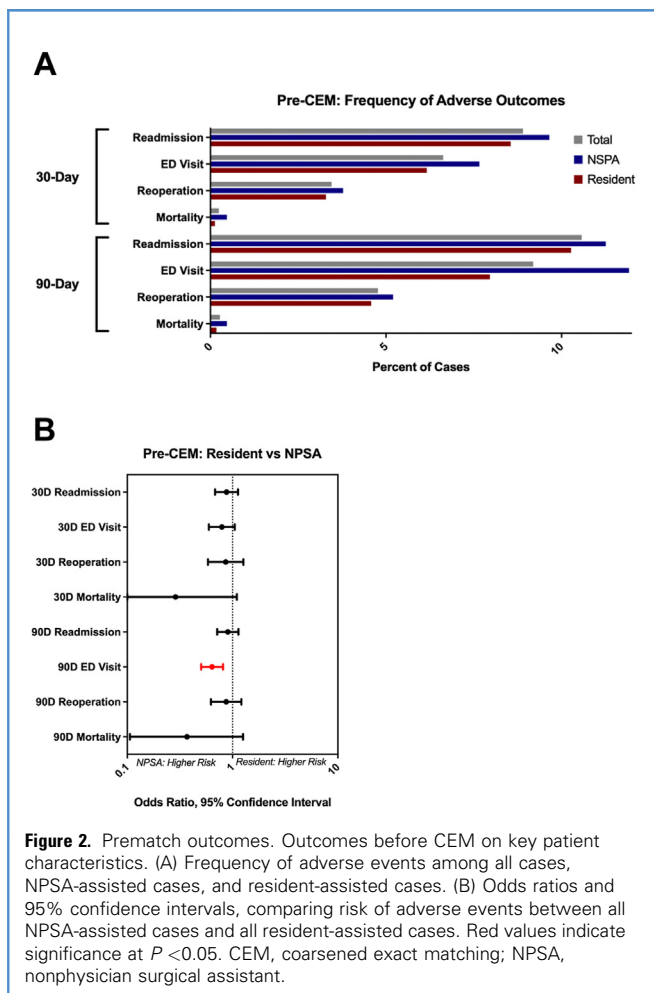 A
Pre-CEM: Frequency of Adverse Outcomes
30-Day
Readmission
ED Visit
Reoperation
Mortality
90-Day
Readmission
ED Visit
Reoperation
Mortality
Total
NSPA
Resident
0 5 10
Percent of Cases
B
Pre-CEM: Resident vs NPSA
30D Readmission
30D ED Visit
30D Reoperation
30D Mortality
90D Readmission
90D ED Visit
90D Reoperation
90D Mortality
NPSA: Higher Risk Resident: Higher Risk
0.1 1 10
Odds Ratio, 95% Confidence Interval
Figure 2. Prematch outcomes. Outcomes before CEM on key patient
characteristics. (A) Frequency of adverse events among all cases,
NPSA-assisted cases, and resident-assisted cases. (B) Odds ratios and
95% confidence intervals, comparing risk of adverse events between all
NPSA-assisted cases and all resident-assisted cases. Red values indicate
significance at P <0.05. CEM, coarsened exact matching; NPSA,
nonphysician surgical assistant.